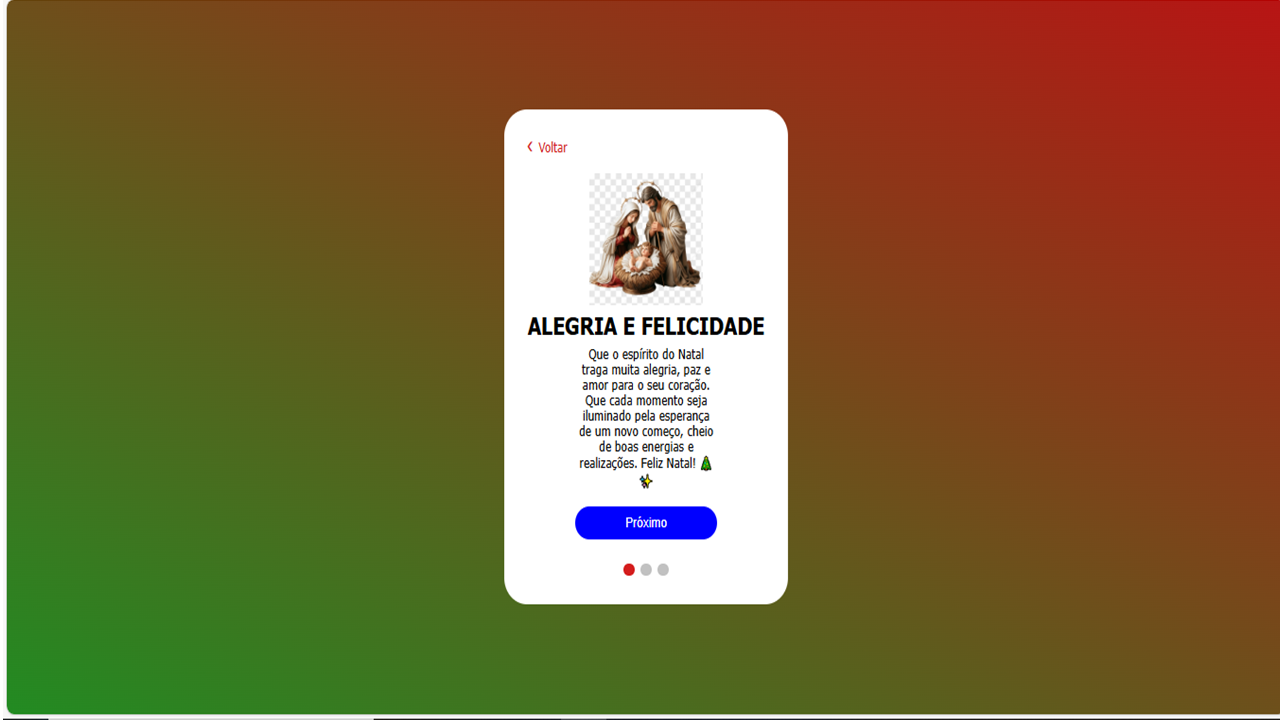 ‹ Voltar
ALEGRIA E FELICIDADE
Que o espírito do Natal
traga muita alegria, paz e
amor para o seu coração.
Que cada momento seja
iluminado pela esperança
de um novo começo, cheio
de boas energias e
realizações. Feliz Natal! 🎄
✨
Próximo